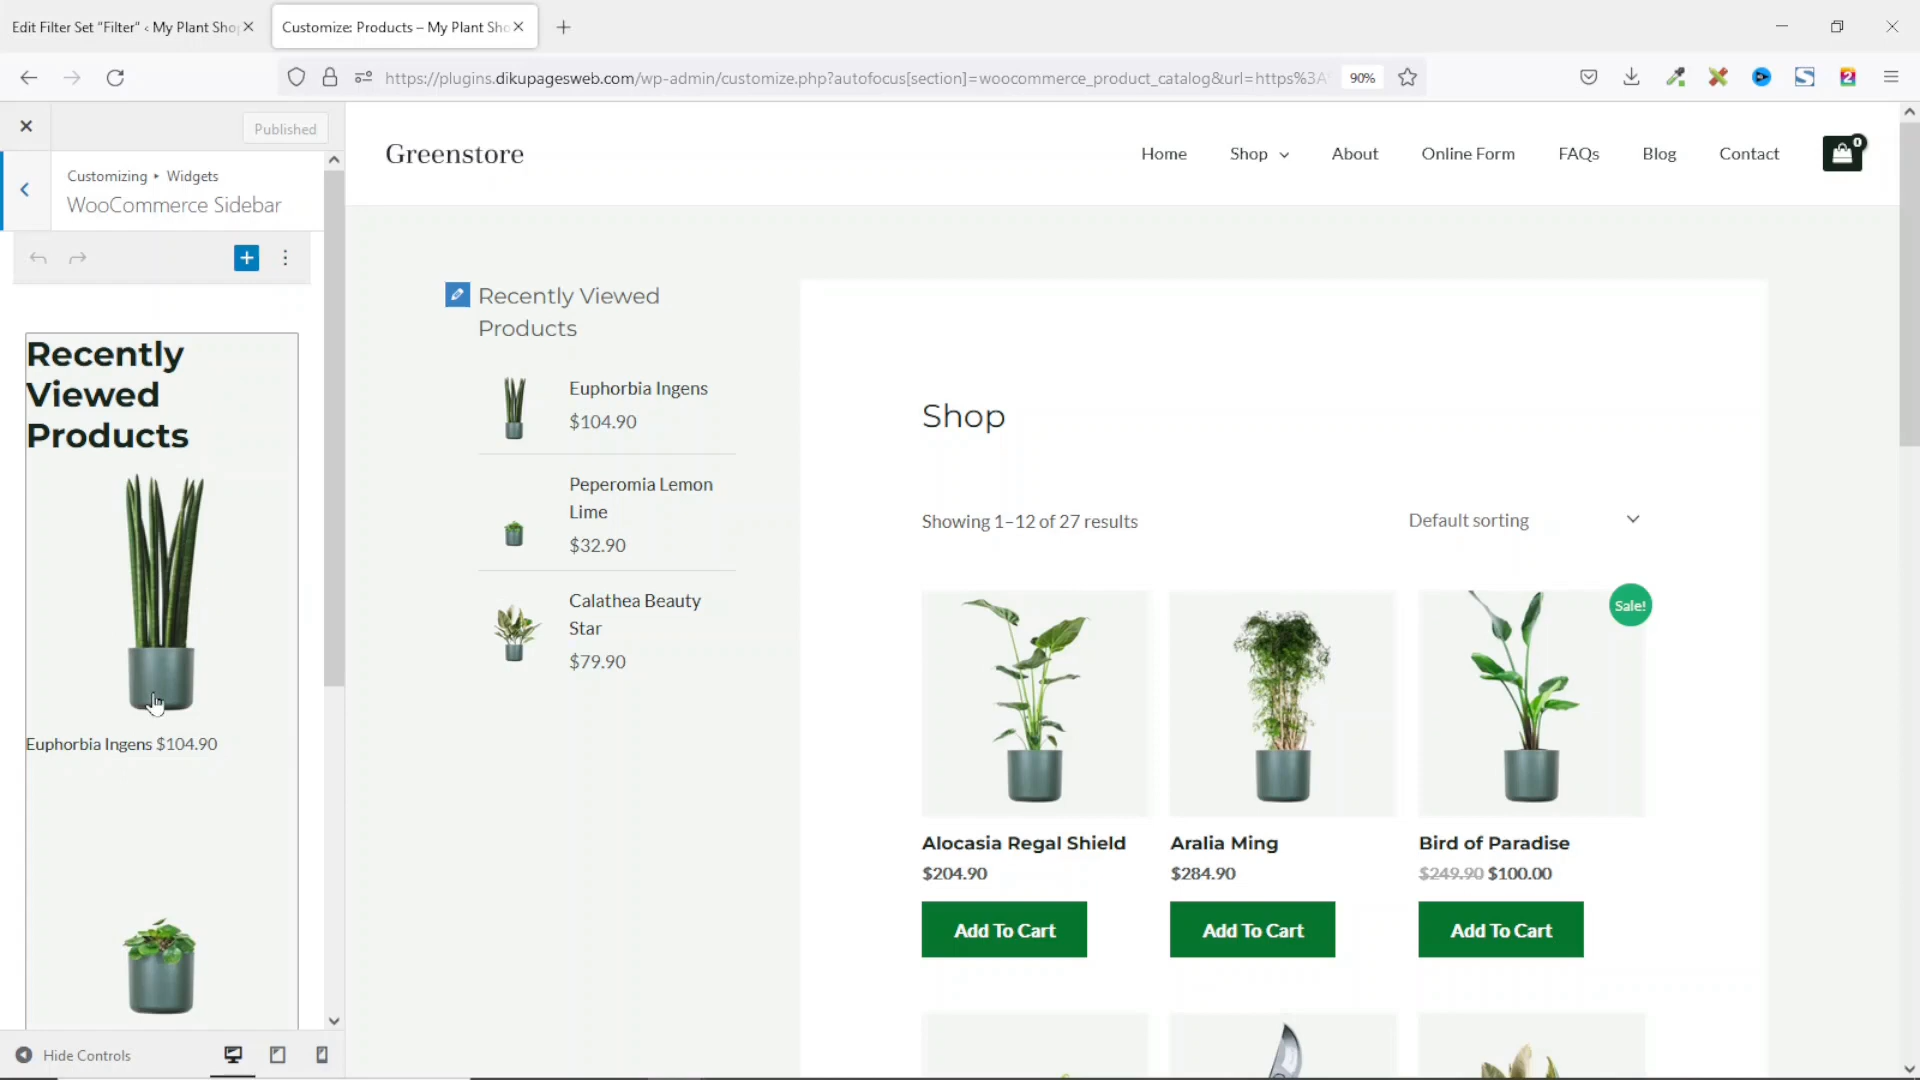 Edit Filter Set "Filter" ‹ My Plant Sho
Customize: Products – My Plant Sho
https://plugins.dikupagesweb.com/wp-admin/customize.php?autofocus[section]=woocommerce_product_catalog&url=https%3A
90%
2
Published
Customizing ▸ Widgets
WooCommerce Sidebar
Recently
Viewed
Products
Euphorbia Ingens $104.90
Hide Controls
Greenstore
Home
Shop
About
Online Form
FAQs
Blog
Contact
0
Recently Viewed
Products
Euphorbia Ingens
$104.90
Peperomia Lemon
Lime
$32.90
Calathea Beauty
Star
$79.90
Shop
Showing 1–12 of 27 results
Default sorting
Sale!
Alocasia Regal Shield
$204.90
Add To Cart
Aralia Ming
$284.90
Add To Cart
Bird of Paradise
$249.90 $100.00
Add To Cart